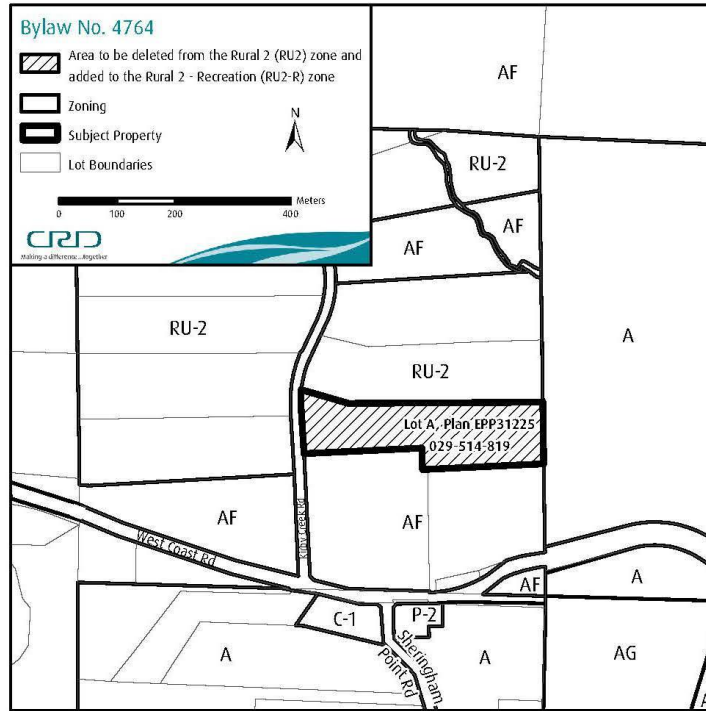 Bylaw No. 4764
Area to be deleted from the Rural 2 (RU2) zone and
added to the Rural 2 - Recreation (RU2-R) zone
Zoning
Subject Property
Lot Boundaries
N
Meters
0 100 200 400
CRD
Making a difference...together
AF
RU-2
AF
AF
RU-2
A
RU-2
Lot A, Plan EPP31225
029-514-819
AF
Kirby Creek Rd
AF
West Coast Rd
AF
A
C-1
P-2
A
Sheringham
Point Rd
A
AG
A